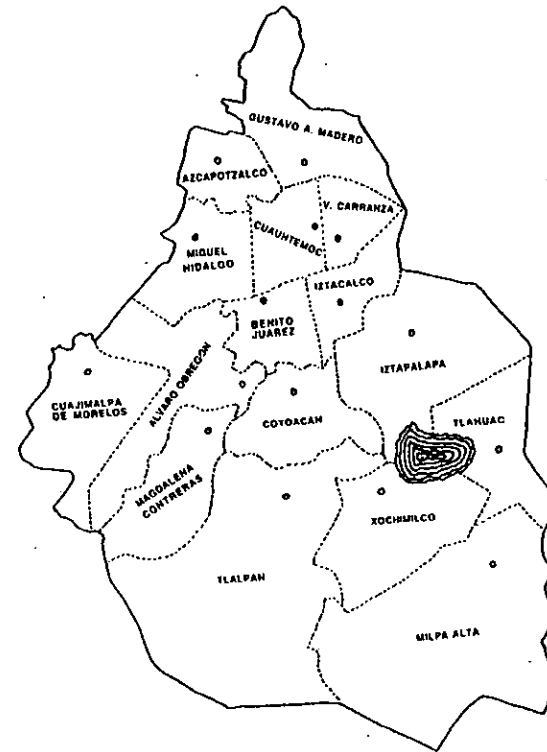 GUSTAVO A. MADERO
AZCAPOTZALCO
V. CARRANZA
CUAUHTEMOC
MIGUEL
HIDALGO
IZTACALCO
BENITO
JUAREZ
IZTAPALAPA
ALVARO OBREGON
CUAJIMALPA
DE MORELOS
COYOACAN
TLAHUAC
MAGDALENA
CONTRERAS
XOCHIMILCO
TLALPAN
MILPA ALTA